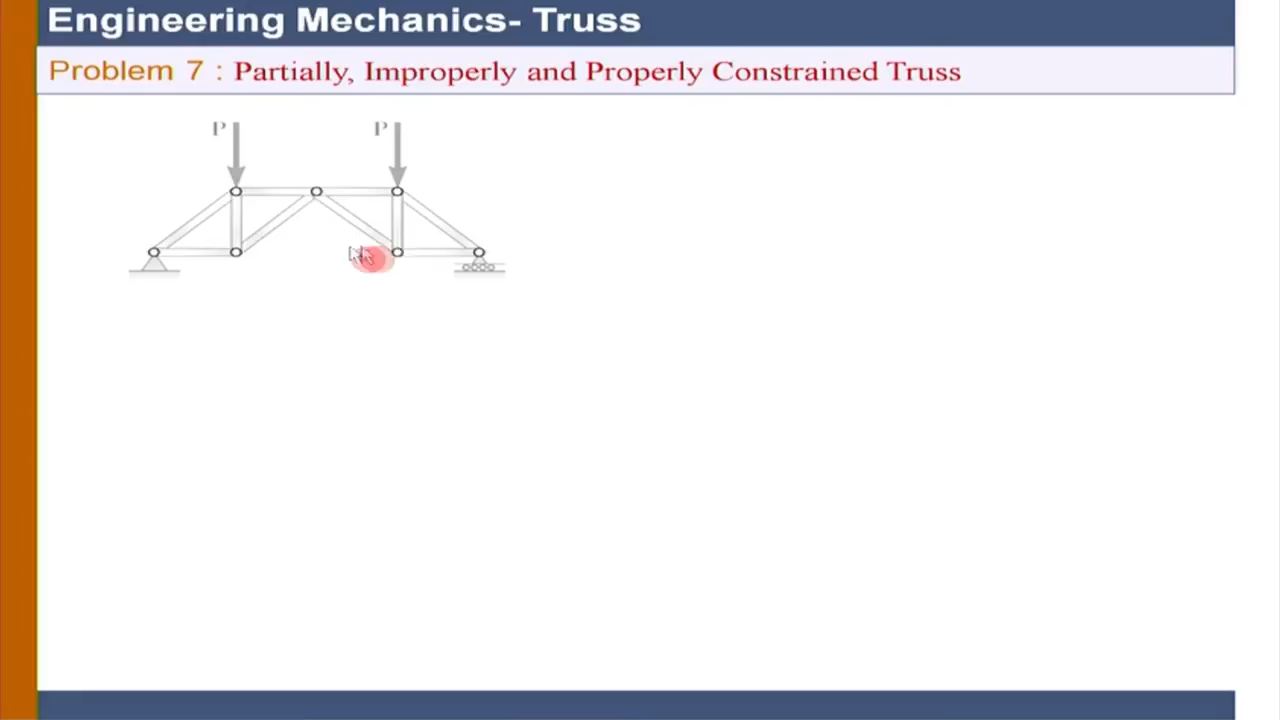 Engineering Mechanics- Truss
Problem 7 : Partially, Improperly and Properly Constrained Truss
P P